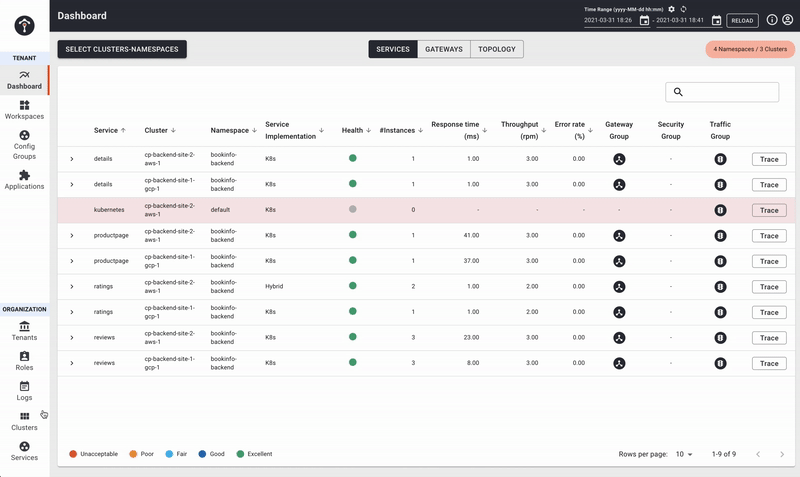 Dashboard
Time Range (yyyy-MM-dd hh:mm)
2021-03-31 18:26 - 2021-03-31 18:41 RELOAD
TENANT
Dashboard
Workspaces
Config
Groups
Applications
ORGANIZATION
Tenants
Roles
Logs
Clusters
Services
SELECT CLUSTERS-NAMESPACES
SERVICES GATEWAYS TOPOLOGY
4 Namespaces / 3 Clusters
Service Cluster Namespace Service Implementation Health #Instances Response time (ms) Throughput (rpm) Error rate (%) Gateway Group Security Group Traffic Group
details cp-backend-site-2-aws-1 bookinfo-backend K8s 1 1.00 3.00 0.00 - Trace
details cp-backend-site-1-gcp-1 bookinfo-backend K8s 1 1.00 3.00 0.00 - Trace
kubernetes cp-backend-site-2-aws-1 default K8s 0 - - - - - Trace
productpage cp-backend-site-2-aws-1 bookinfo-backend K8s 1 41.00 3.00 0.00 - Trace
productpage cp-backend-site-1-gcp-1 bookinfo-backend K8s 1 37.00 3.00 0.00 - Trace
ratings cp-backend-site-2-aws-1 bookinfo-backend Hybrid 2 1.00 2.00 0.00 - Trace
ratings cp-backend-site-1-gcp-1 bookinfo-backend K8s 1 1.00 2.00 0.00 - Trace
reviews cp-backend-site-2-aws-1 bookinfo-backend K8s 3 23.00 3.00 0.00 - Trace
reviews cp-backend-site-1-gcp-1 bookinfo-backend K8s 3 8.00 3.00 0.00 - Trace
Unacceptable Poor Fair Good Excellent
Rows per page: 10 1-9 of 9